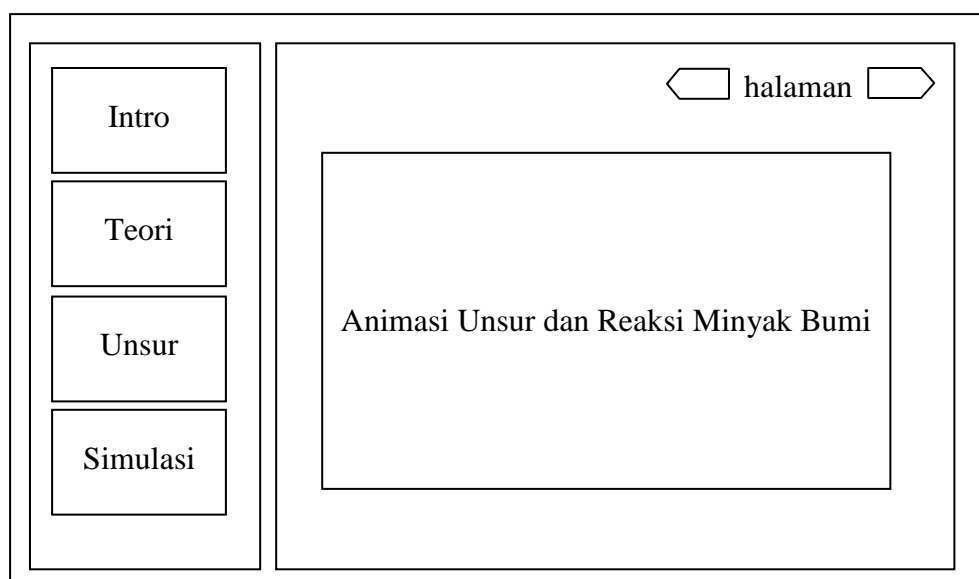 Intro
Teori
Unsur
Simulasi
halaman
Animasi Unsur dan Reaksi Minyak Bumi